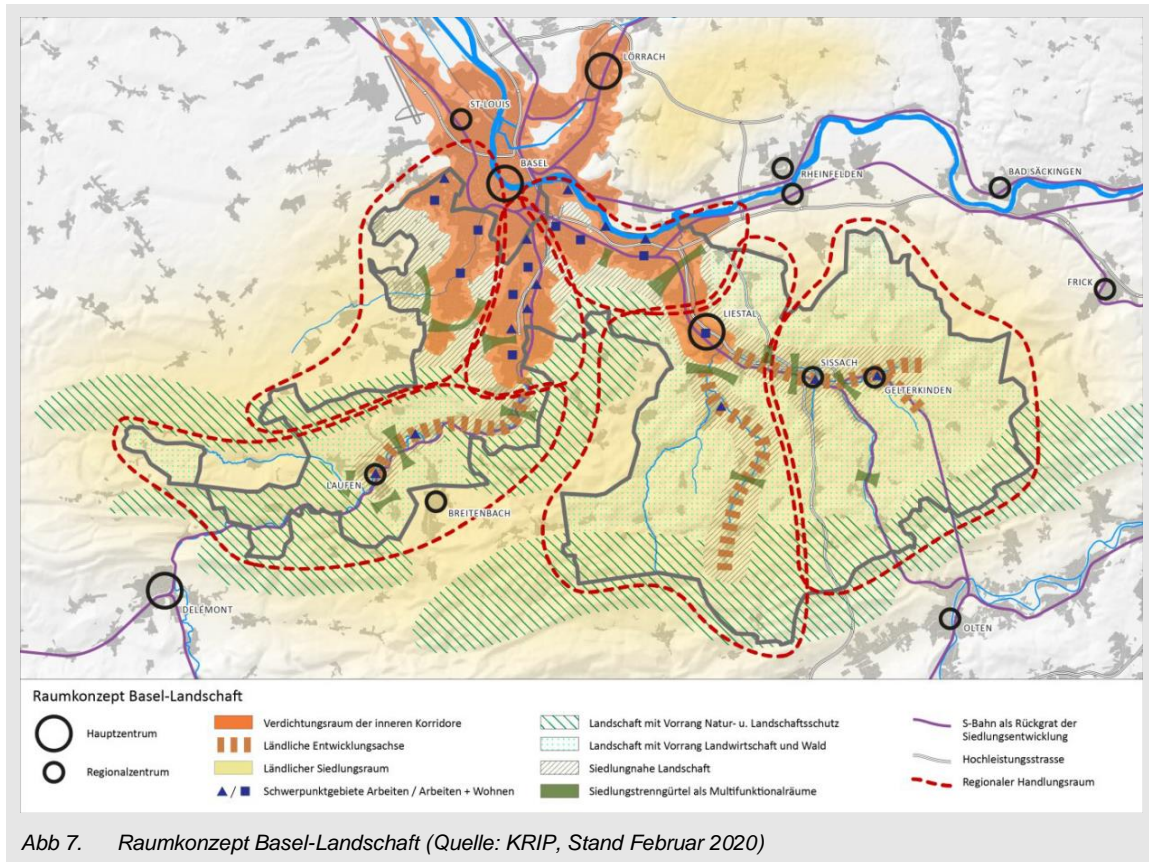 LÖRRACH
ST-LOUIS
BASEL
RHEINFELDEN
BAD SÄCKINGEN
FRICK
LIESTAL
SISSACH
GELTERKINDEN
LAUFEN
BREITENBACH
DELEMONT
OLTEN
Raumkonzept Basel-Landschaft
Hauptzentrum
Regionalzentrum
Verdichtungsraum der inneren Korridore
Ländliche Entwicklungsachse
Ländlicher Siedlungsraum
/ Schwerpunktgebiete Arbeiten / Arbeiten + Wohnen
Landschaft mit Vorrang Natur- u. Landschaftsschutz
Landschaft mit Vorrang Landwirtschaft und Wald
Siedlungnahe Landschaft
Siedlungstrenngürtel als Multifunktionalräume
S-Bahn als Rückgrat der
Siedlungsentwicklung
Hochleistungsstrasse
Regionaler Handlungsraum
Abb 7. Raumkonzept Basel-Landschaft (Quelle: KRIP, Stand Februar 2020)